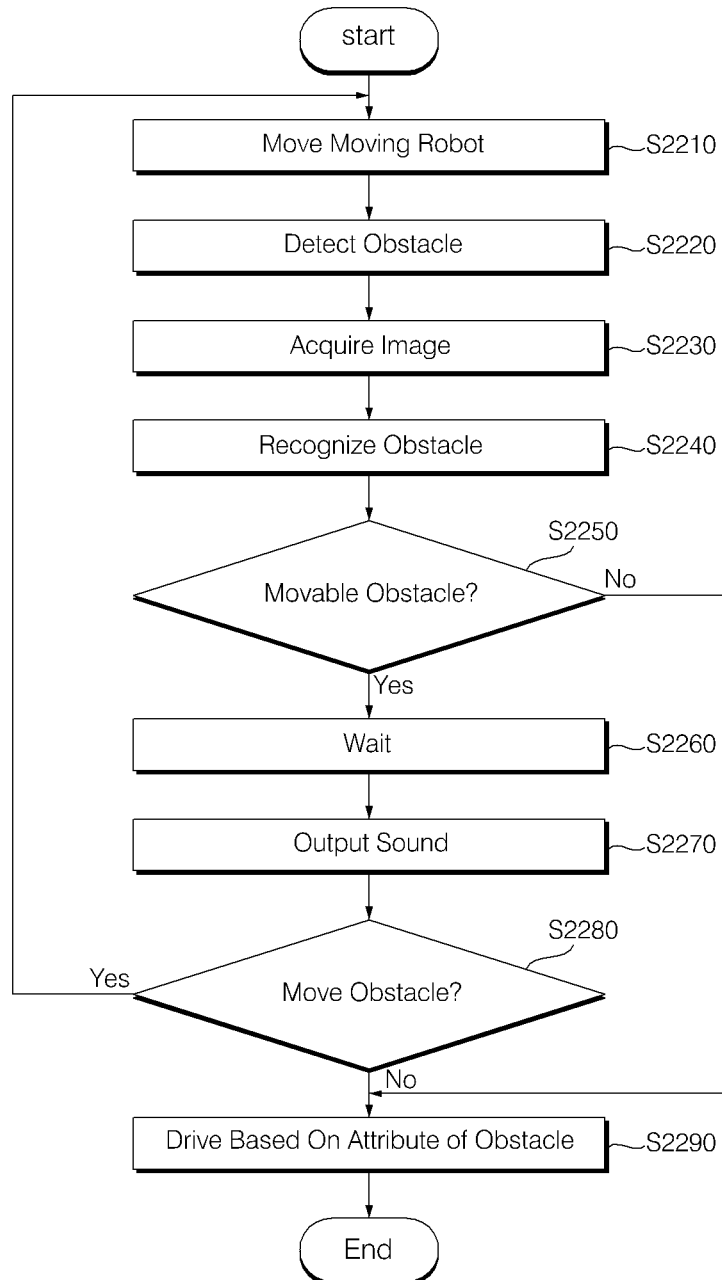 start
Move Moving Robot
S2210
Detect Obstacle
S2220
Acquire Image
S2230
Recognize Obstacle
S2240
S2250
Movable Obstacle?
No
Yes
Wait
S2260
Output Sound
S2270
S2280
Yes
Move Obstacle?
No
Drive Based On Attribute of Obstacle
S2290
End